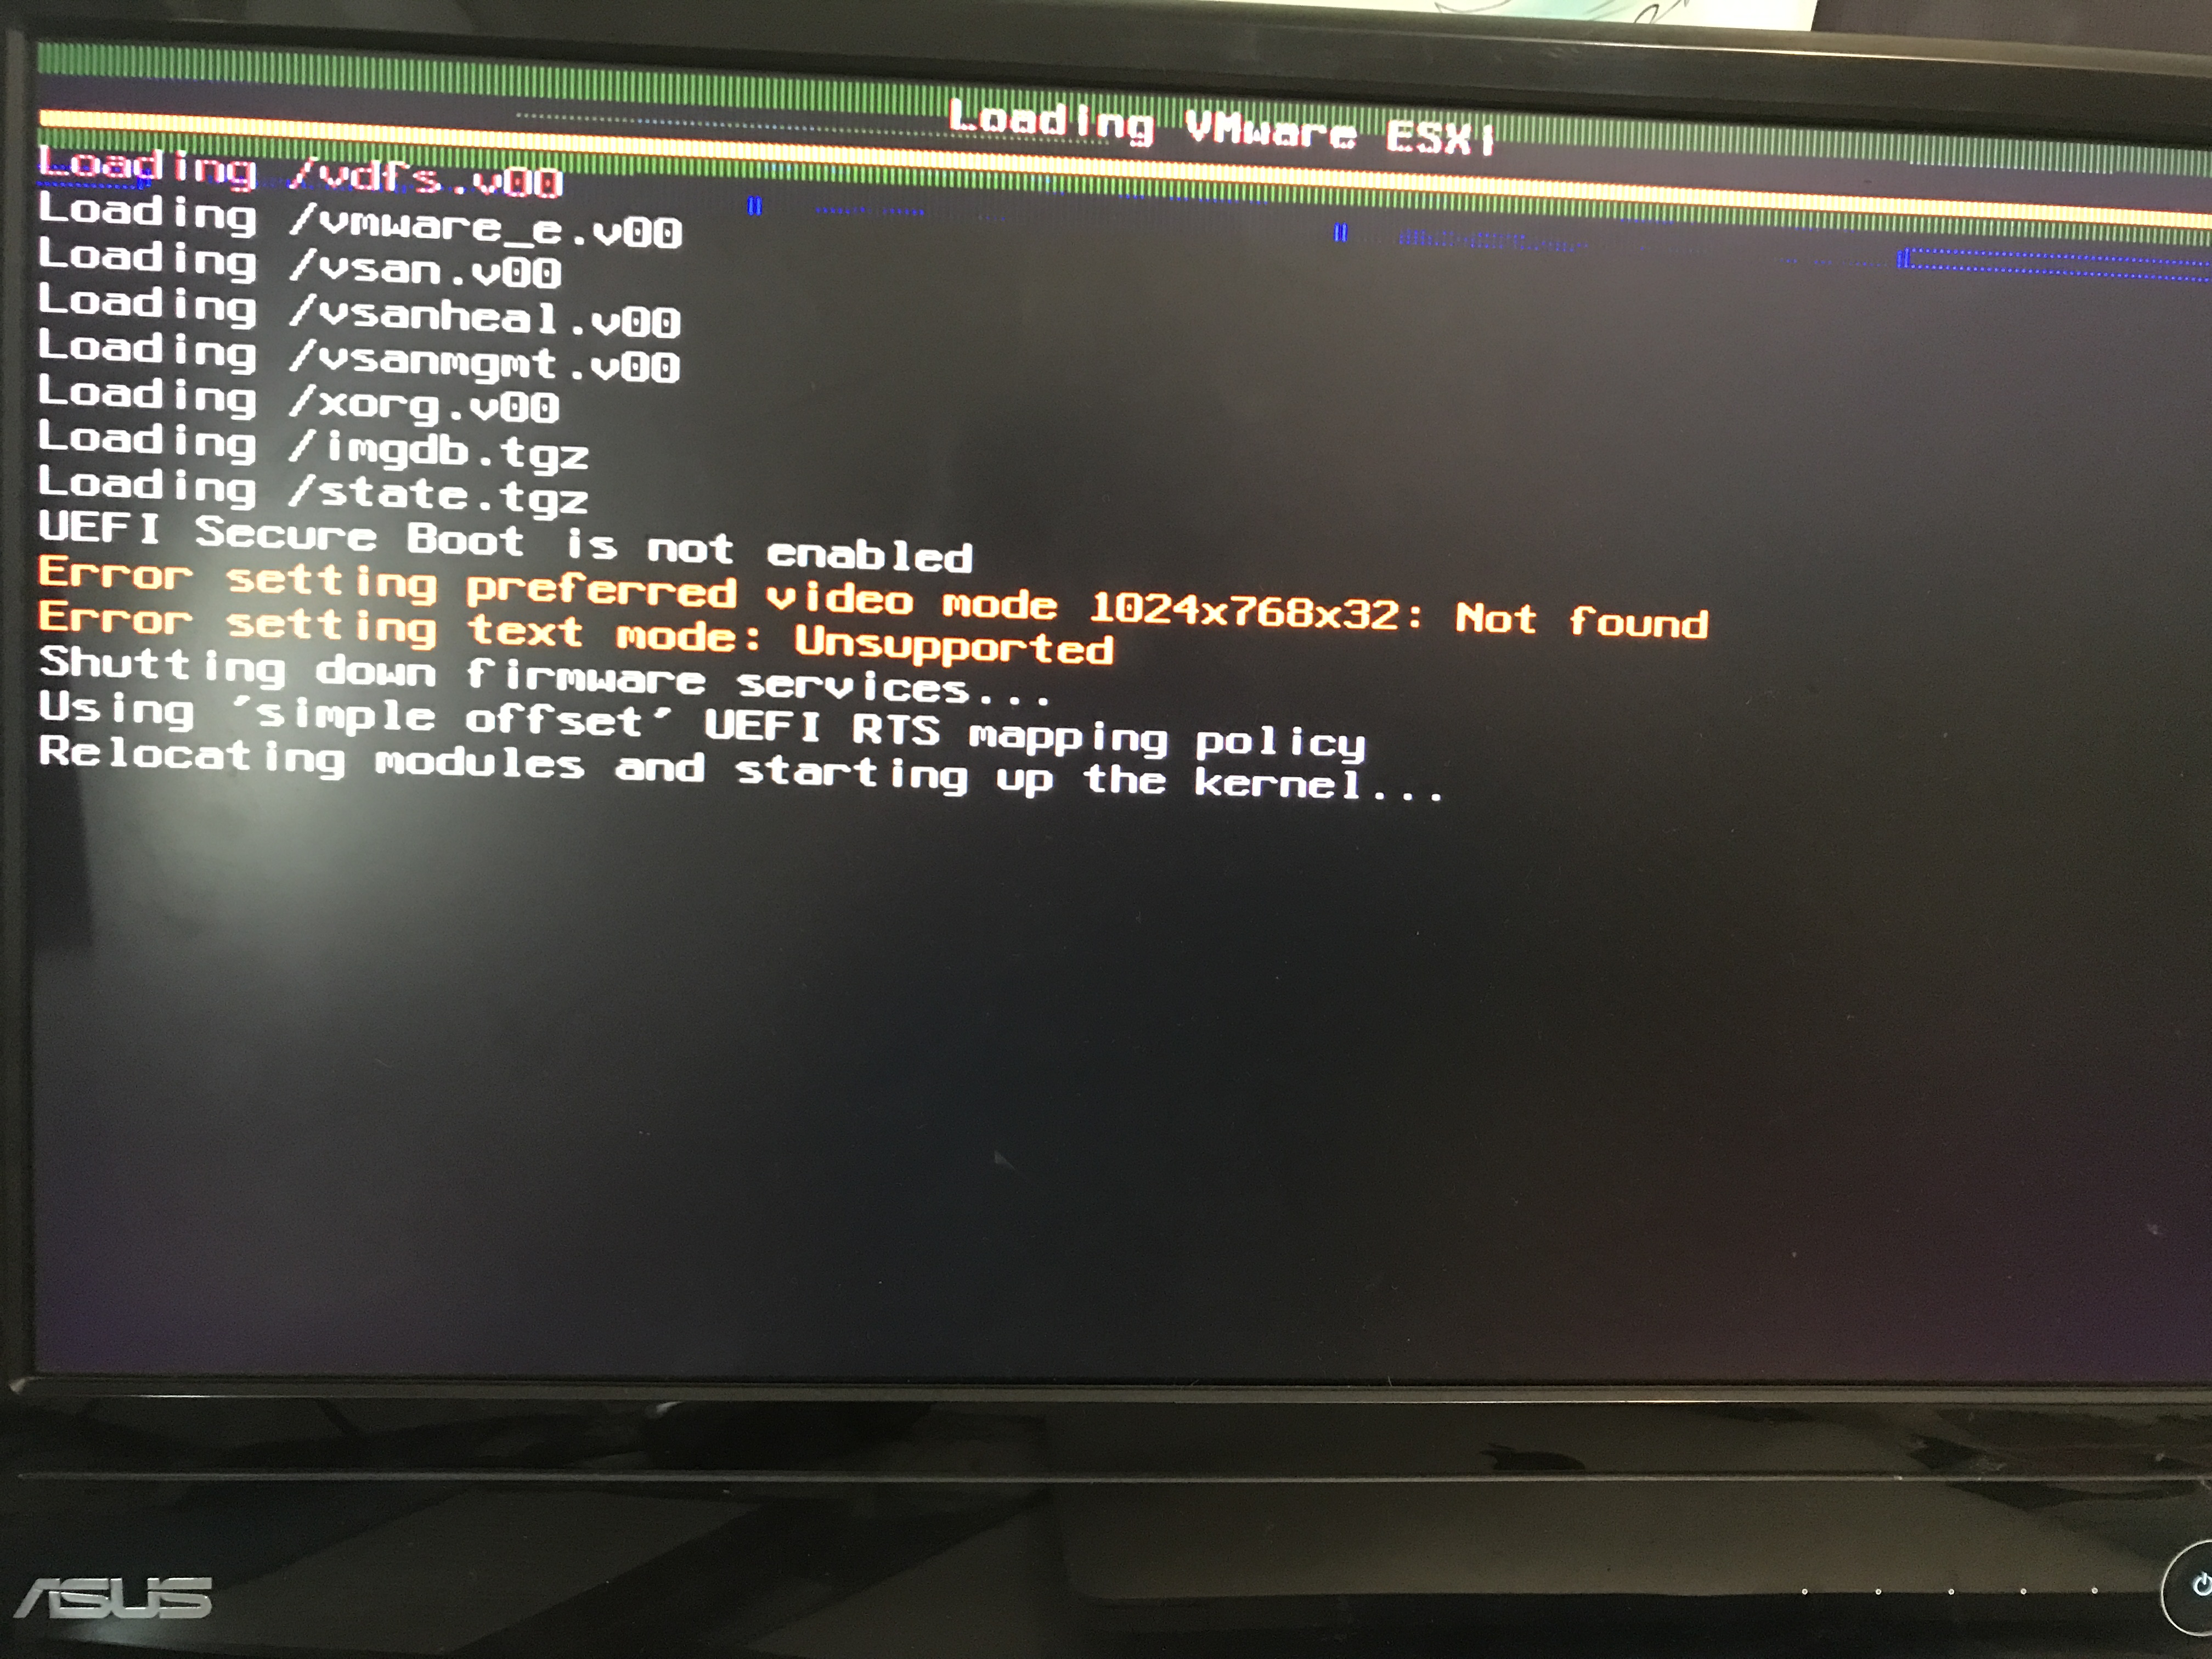 Loading VMware ESXi
Loading /vdfs.v00
Loading /vmware_e.v00
Loading /vsan.v00
Loading /vsanheal.v00
Loading /vsanmgmt.v00
Loading /xorg.v00
Loading /imgdb.tgz
Loading /state.tgz
UEFI Secure Boot is not enabled
Error setting preferred video mode 1024x768x32: Not found
Error setting text mode: Unsupported
Shutting down firmware services...
Using 'simple offset' UEFI RTS mapping policy
Relocating modules and starting up the kernel...
ASUS